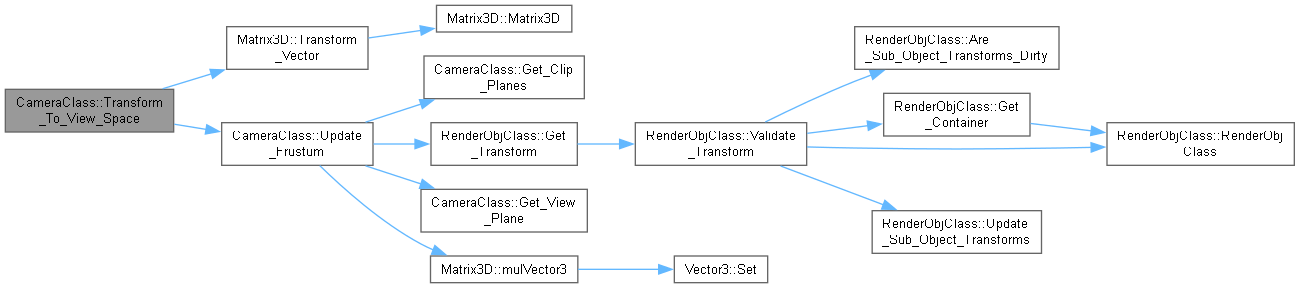 CameraClass::Transform
_To_View_Space
Matrix3D::Transform
_Vector
Matrix3D::Matrix3D
CameraClass::Update
_Frustum
CameraClass::Get_Clip
_Planes
RenderObjClass::Get
_Transform
CameraClass::Get_View
_Plane
Matrix3D::mulVector3
Vector3::Set
RenderObjClass::Validate
_Transform
RenderObjClass::Are
_Sub_Object_Transforms_Dirty
RenderObjClass::Get
_Container
RenderObjClass::RenderObj
Class
RenderObjClass::Update
_Sub_Object_Transforms